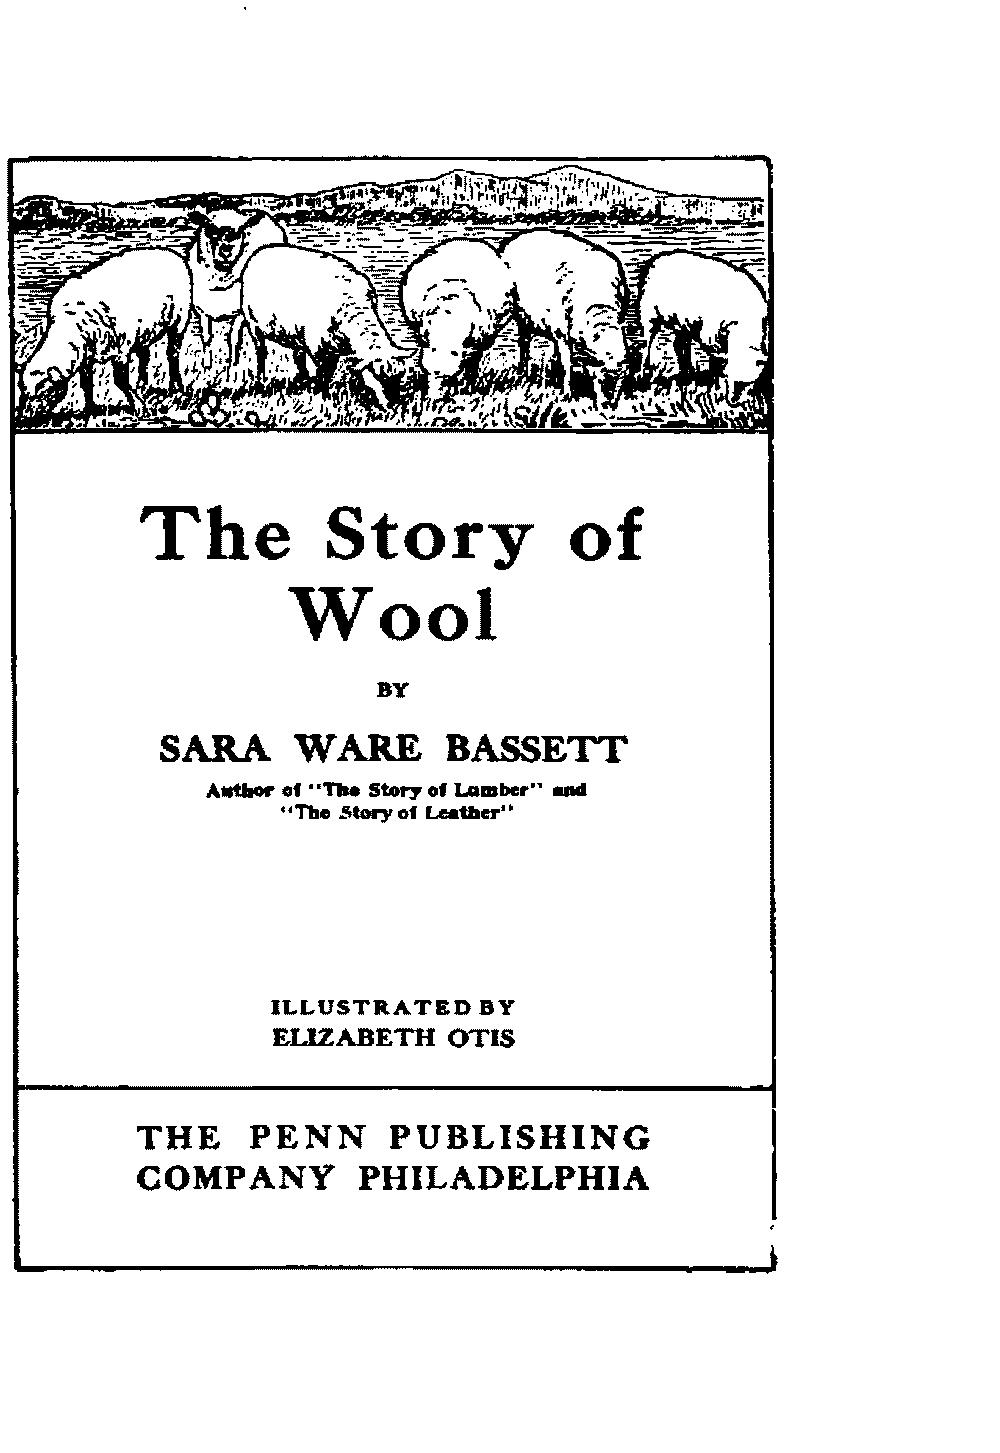 The Story of
Wool
BY
SARA WARE BASSETT
Author of "The Story of Lumber" and
"The Story of Leather"
ILLUSTRATED BY
ELIZABETH OTIS
THE PENN PUBLISHING
COMPANY PHILADELPHIA